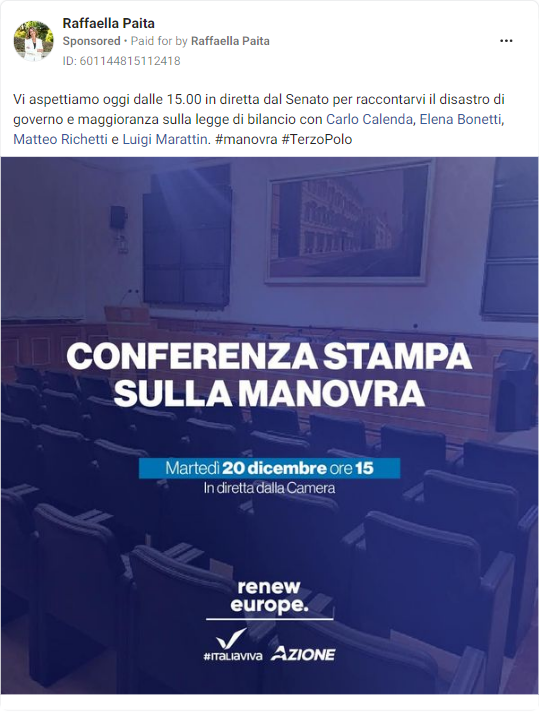 Raffaella Paita
Sponsored • Paid for by Raffaella Paita
ID: 601144815112418
Vi aspettiamo oggi dalle 15.00 in diretta dal Senato per raccontarvi il disastro di
governo e maggioranza sulla legge di bilancio con Carlo Calenda, Elena Bonetti,
Matteo Richetti e Luigi Marattin. #manovra #TerzoPolo
CONFERENZA STAMPA
SULLA MANOVRA
Martedì 20 dicembre ore 15
In diretta dalla Camera
renew
europe.
#ITALIAVIVA AZIONE